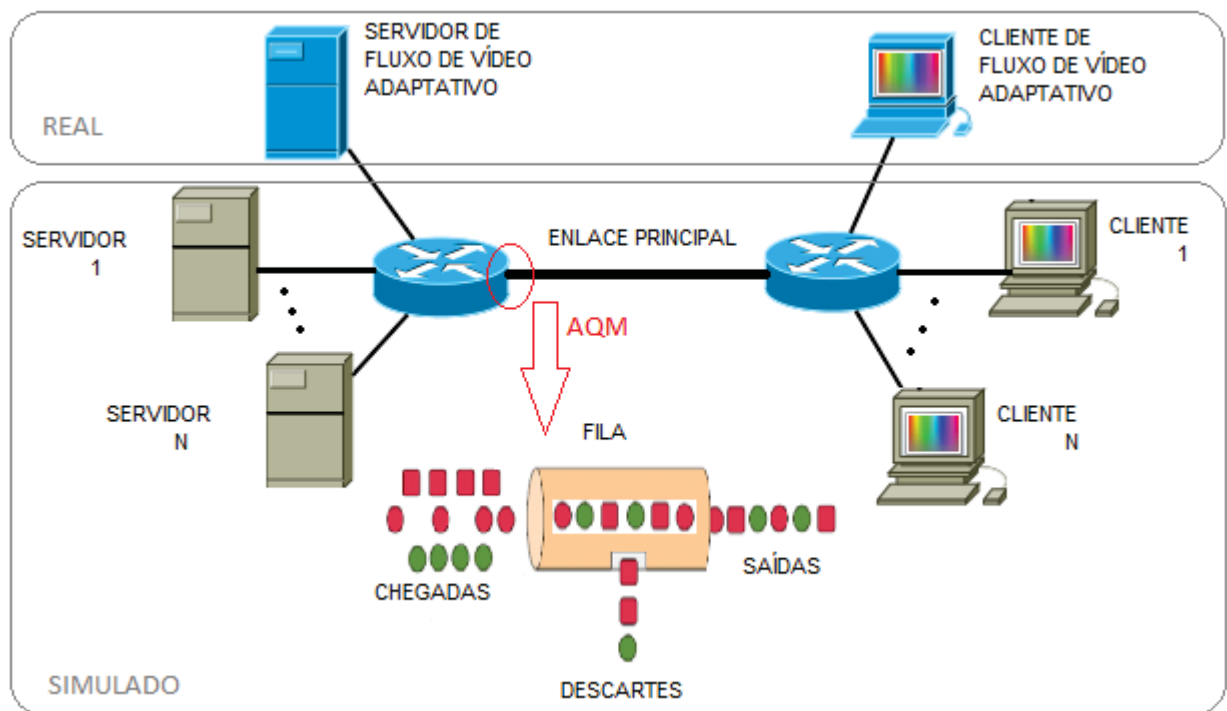 SERVIDOR DE
FLUXO DE VÍDEO
ADAPTATIVO
CLIENTE DE
FLUXO DE VÍDEO
ADAPTATIVO
REAL
SERVIDOR
1
ENLACE PRINCIPAL
CLIENTE
1
AQM
SERVIDOR
N
FILA
CLIENTE
N
CHEGADAS
SAÍDAS
DESCARTES
SIMULADO